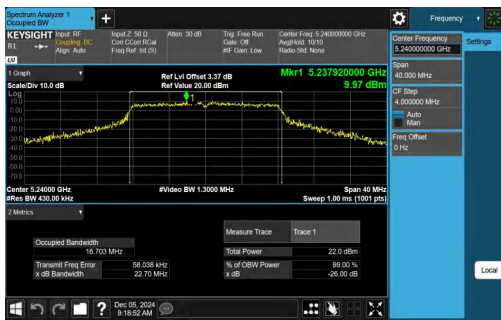 Spectrum Analyzer 1
Occupied BW
+
Frequency
KEYSIGHT
RL
Input: RF
Coupling: DC
Align: Auto
Input Z: 50 Ω
Corr CCorr RCal
Freq Ref: Int (S)
Atten: 30 dB
Trig: Free Run
Gate: Off
#IF Gain: Low
Center Freq: 5.240000000 GHz
Avg|Hold: 10/10
Radio Std: None
LW
Center Frequency
5.240000000 GHz
Settings
Span
40.000 MHz
CF Step
4.000000 MHz
Auto
Man
Freq Offset
0 Hz
Local
1 Graph
Scale/Div 10.0 dB
Ref Lvl Offset 3.37 dB
Ref Value 20.00 dBm
Mkr1 5.237920000 GHz
9.97 dBm
Log
10.0
0.00
-10.0
-20.0
-30.0
-40.0
-50.0
-60.0
-70.0
1
Center 5.24000 GHz
#Res BW 430.00 kHz
#Video BW 1.3000 MHz
Span 40 MHz
Sweep 1.00 ms (1001 pts)
2 Metrics
Measure Trace
Trace 1
Occupied Bandwidth
16.703 MHz
Total Power
22.0 dBm
Transmit Freq Error
58.038 kHz
% of OBW Power
99.00 %
x dB Bandwidth
22.70 MHz
x dB
-26.00 dB
?
Dec 05, 2024
9:18:52 AM